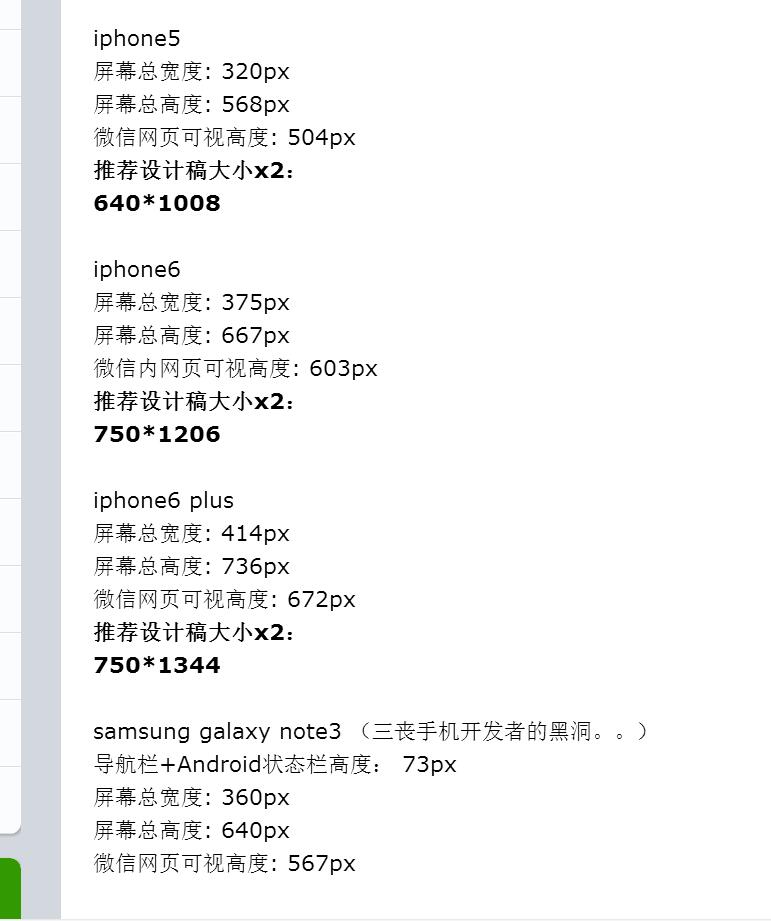 iphone5
屏幕总宽度: 320px
屏幕总高度: 568px
微信网页可视高度: 504px
推荐设计稿大小x2：
640*1008
iphone6
屏幕总宽度: 375px
屏幕总高度: 667px
微信内网页可视高度: 603px
推荐设计稿大小x2：
750*1206
iphone6 plus
屏幕总宽度: 414px
屏幕总高度: 736px
微信网页可视高度: 672px
推荐设计稿大小x2：
750*1344
samsung galaxy note3 （三丧手机开发者的黑洞。。）
导航栏+Android状态栏高度： 73px
屏幕总宽度: 360px
屏幕总高度: 640px
微信网页可视高度: 567px